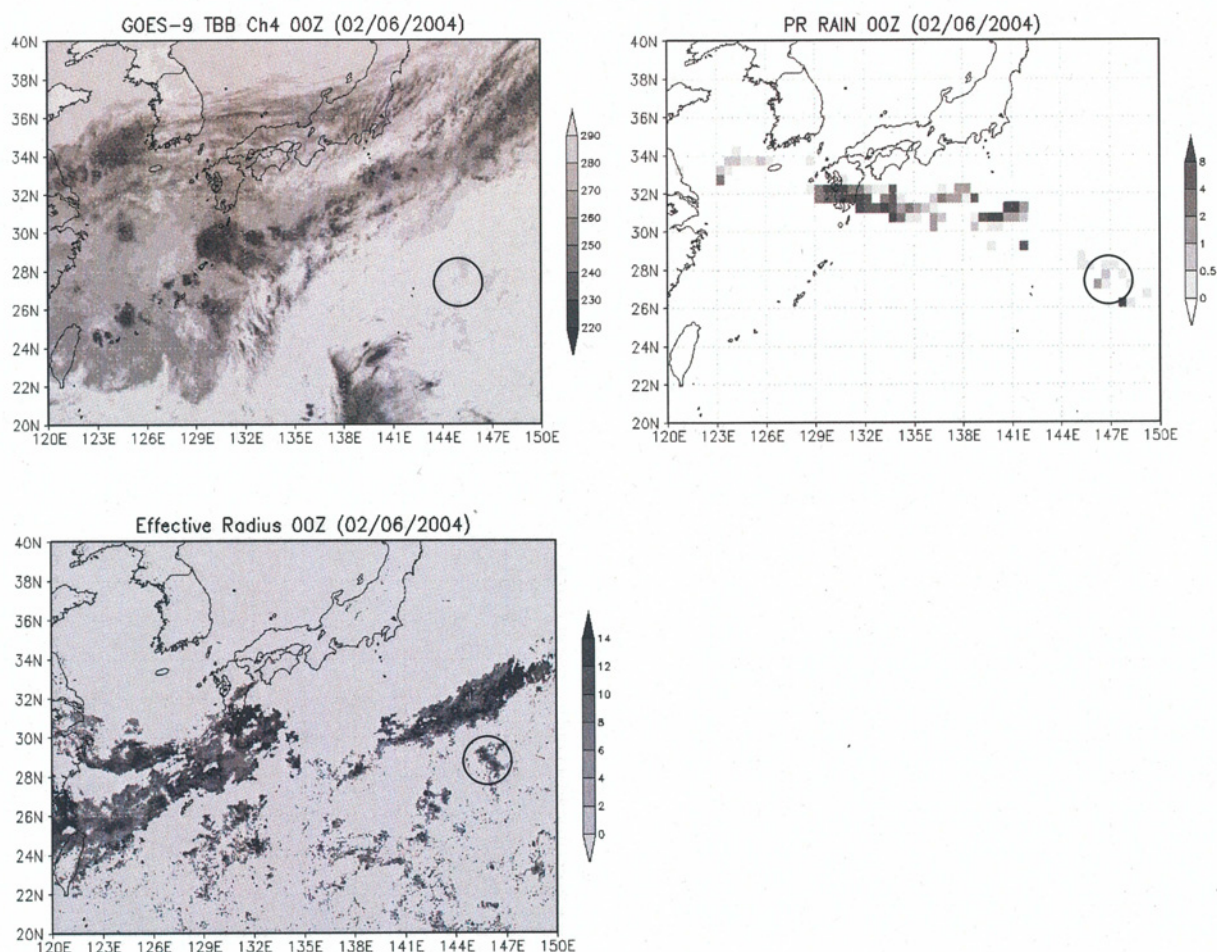 GOES-9 TBB Ch4 00Z (02/06/2004)
40N
38N
36N
34N
32N
30N
28N
26N
24N
22N
20N
120E 123E 126E 129E 132E 135E 138E 141E 144E 147E 150E
290
280
270
260
250
240
230
220
PR RAIN 00Z (02/06/2004)
40N
38N
36N
34N
32N
30N
28N
26N
24N
22N
20N
120E 123E 126E 129E 132E 135E 138E 141E 144E 147E 150E
8
4
2
1
0.5
0
Effective Radius 00Z (02/06/2004)
40N
38N
36N
34N
32N
30N
28N
26N
24N
22N
20N
120E 123E 126E 129E 132E 135E 138E 141E 144E 147E 150E
14
12
10
8
6
4
2
0